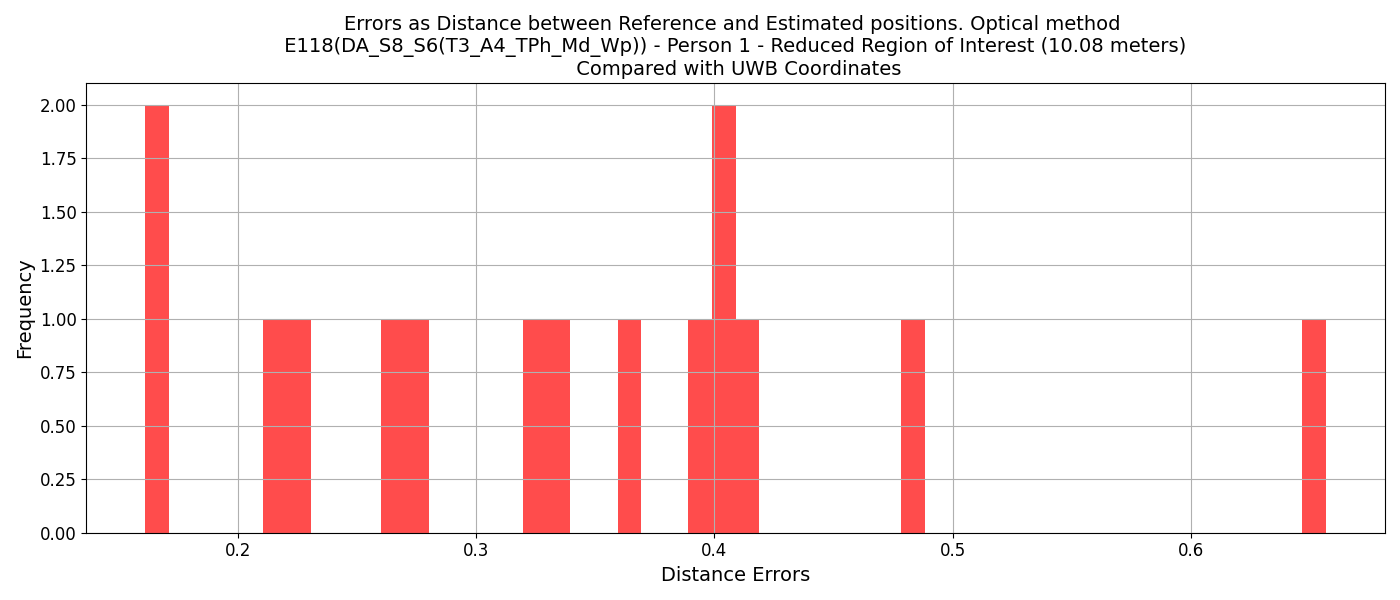 Errors as Distance between Reference and Estimated positions. Optical method
E118(DA_S8_S6(T3_A4_TPh_Md_Wp)) - Person 1 - Reduced Region of Interest (10.08 meters)
Compared with UWB Coordinates
Frequency
2.00
1.75
1.50
1.25
1.00
0.75
0.50
0.25
0.00
0.2 0.3 0.4 0.5 0.6
Distance Errors